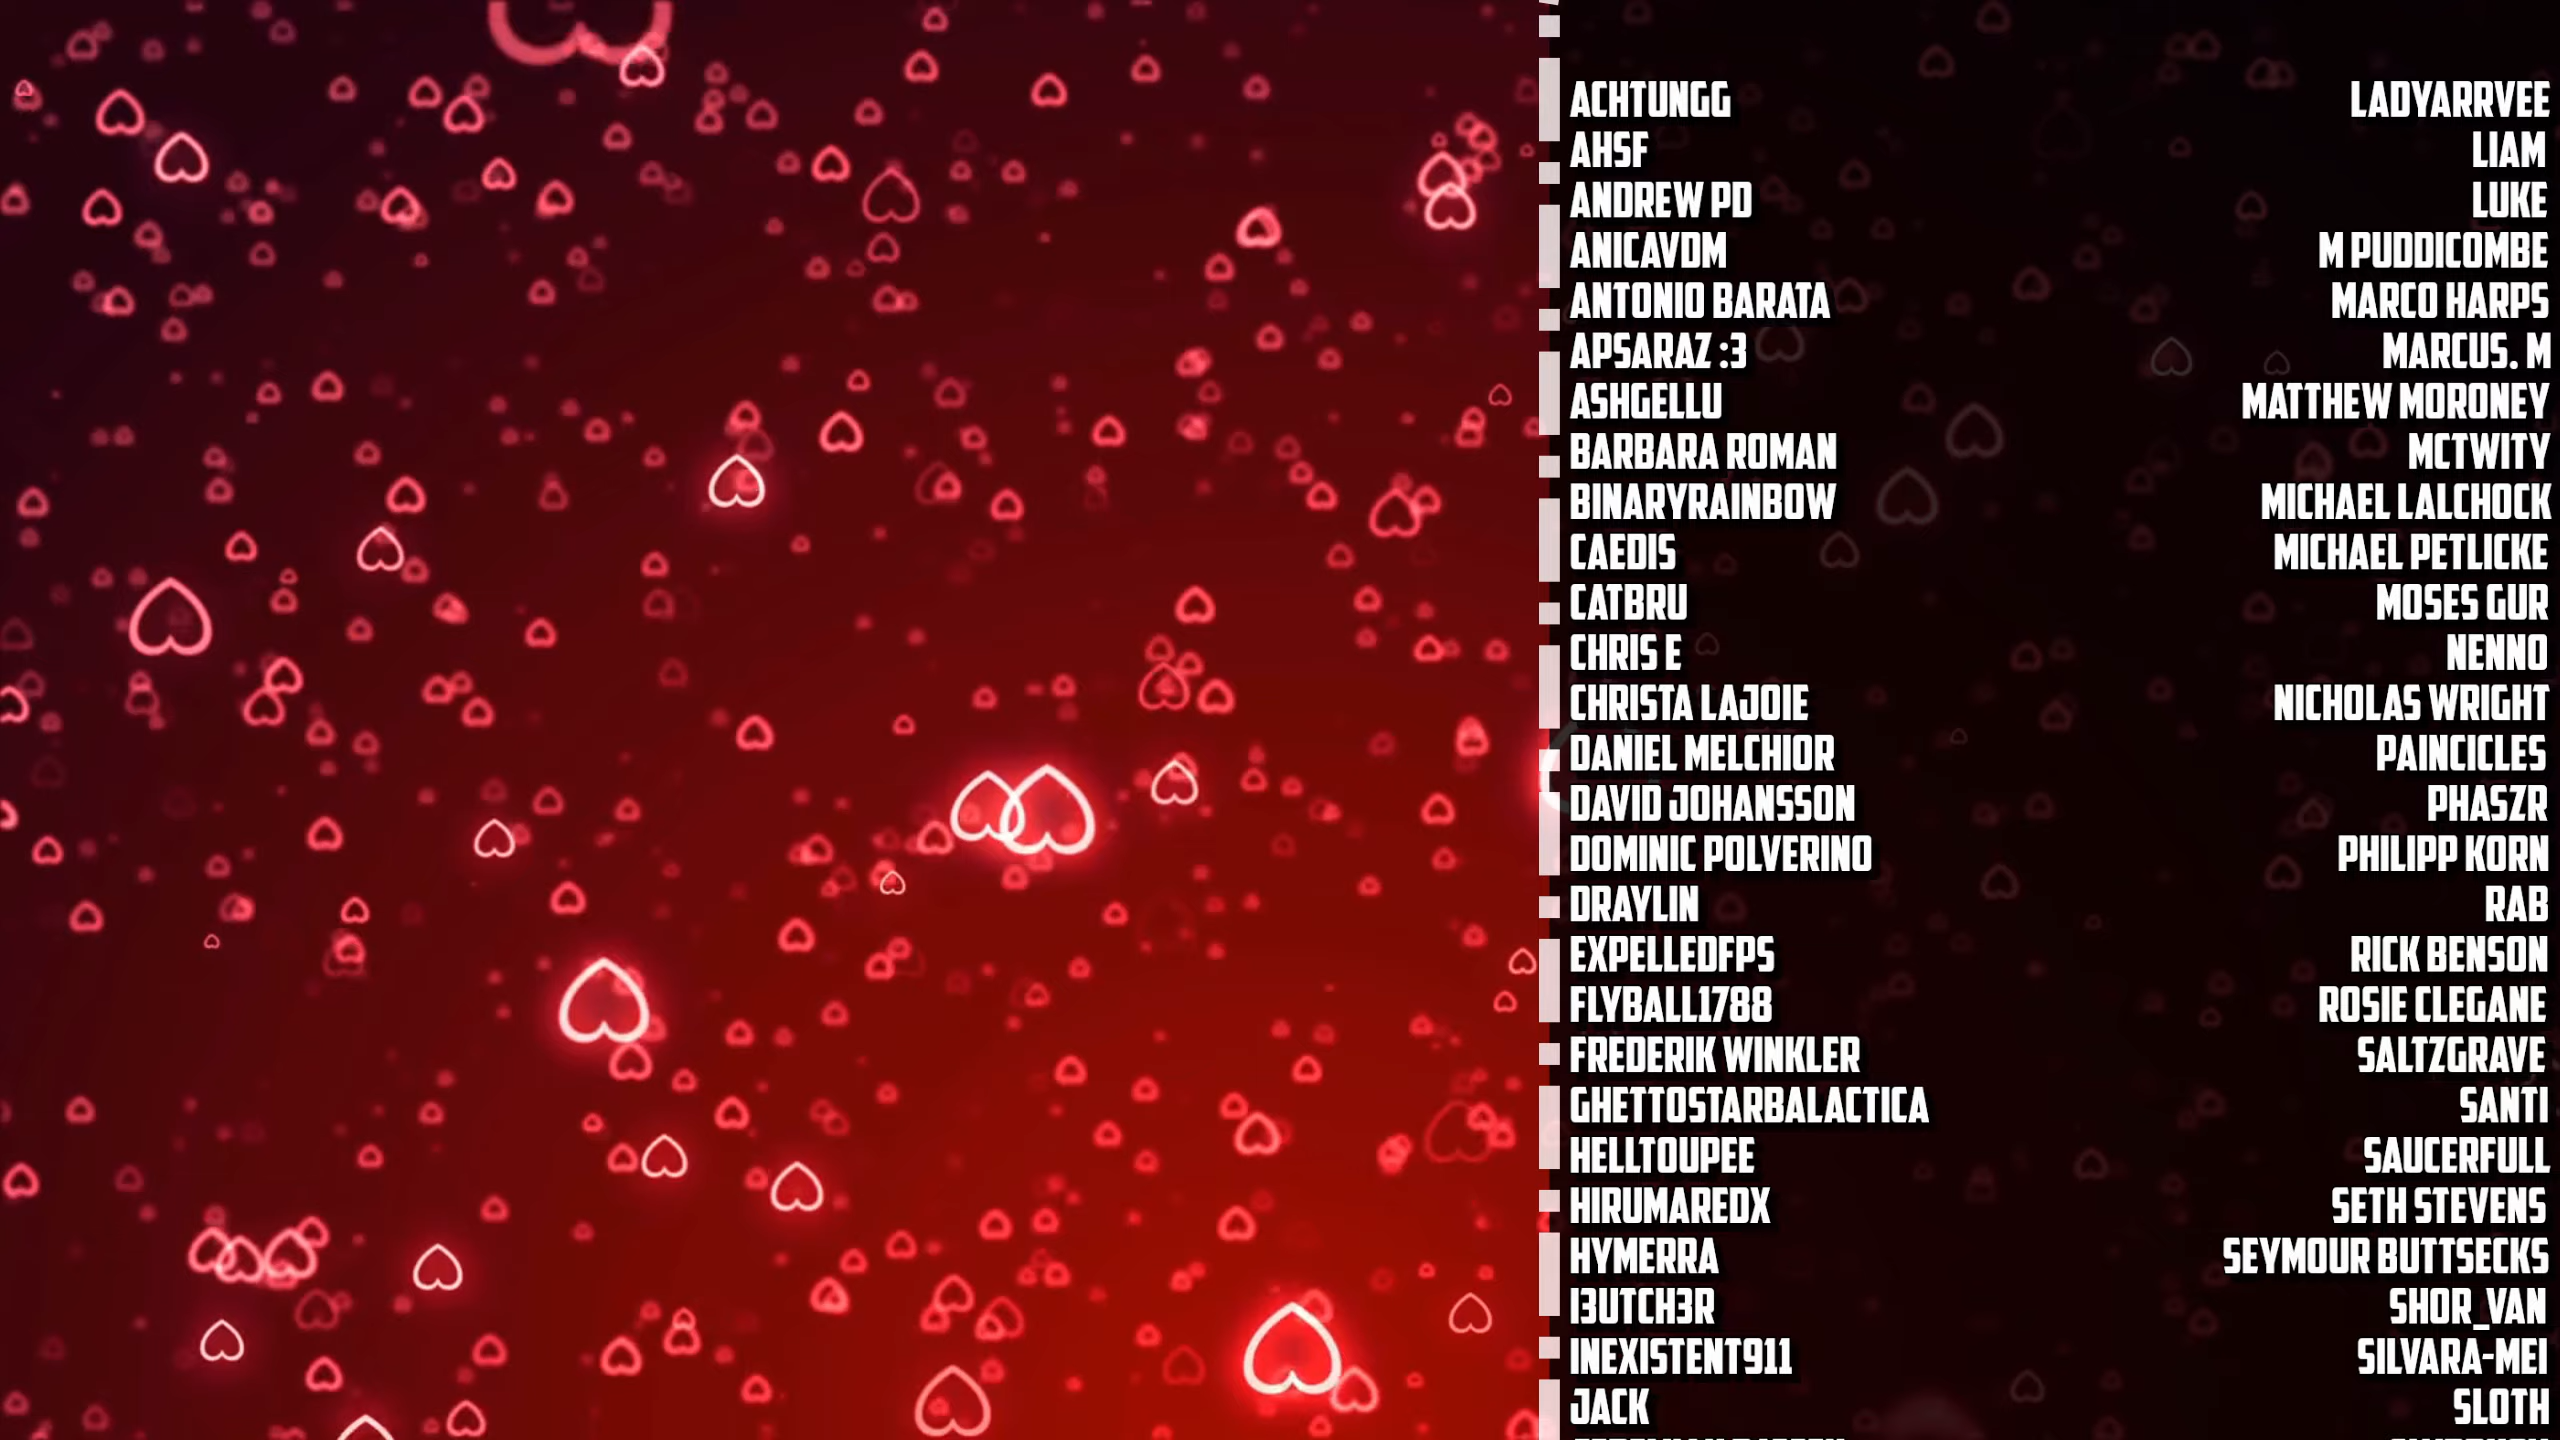 ACHTUNGG
AHSF
ANDREW PD
ANICAVDM
ANTONIO BARATA
APSARAZ :3
ASHGELLU
BARBARA ROMAN
BINARYRAINBOW
CAEDIS
CATBRU
CHRIS E
CHRISTA LAJOIE
DANIEL MELCHIOR
DAVID JOHANSSON
DOMINIC POLVERINO
DRAYLIN
EXPELLEDFPS
FLYBALL1788
FREDERIK WINKLER
GHETTOSTARBALACTICA
HELLTOUPEE
HIRUMAREDX
HYMERRA
I3UTCH3R
INEXISTENT911
JACK
LADYARRVEE
LIAM
LUKE
M PUDDICOMBE
MARCO HARPS
MARCUS. M
MATTHEW MORONEY
MCTWITY
MICHAEL LALCHOCK
MICHAEL PETLICKE
MOSES GUR
NENNO
NICHOLAS WRIGHT
PAINCICLES
PHASZR
PHILIPP KORN
RAB
RICK BENSON
ROSIE CLEGANE
SALTZGRAVE
SANTI
SAUCERFULL
SETH STEVENS
SEYMOUR BUTTSECKS
SHOR_VAN
SILVARA-MEI
SLOTH